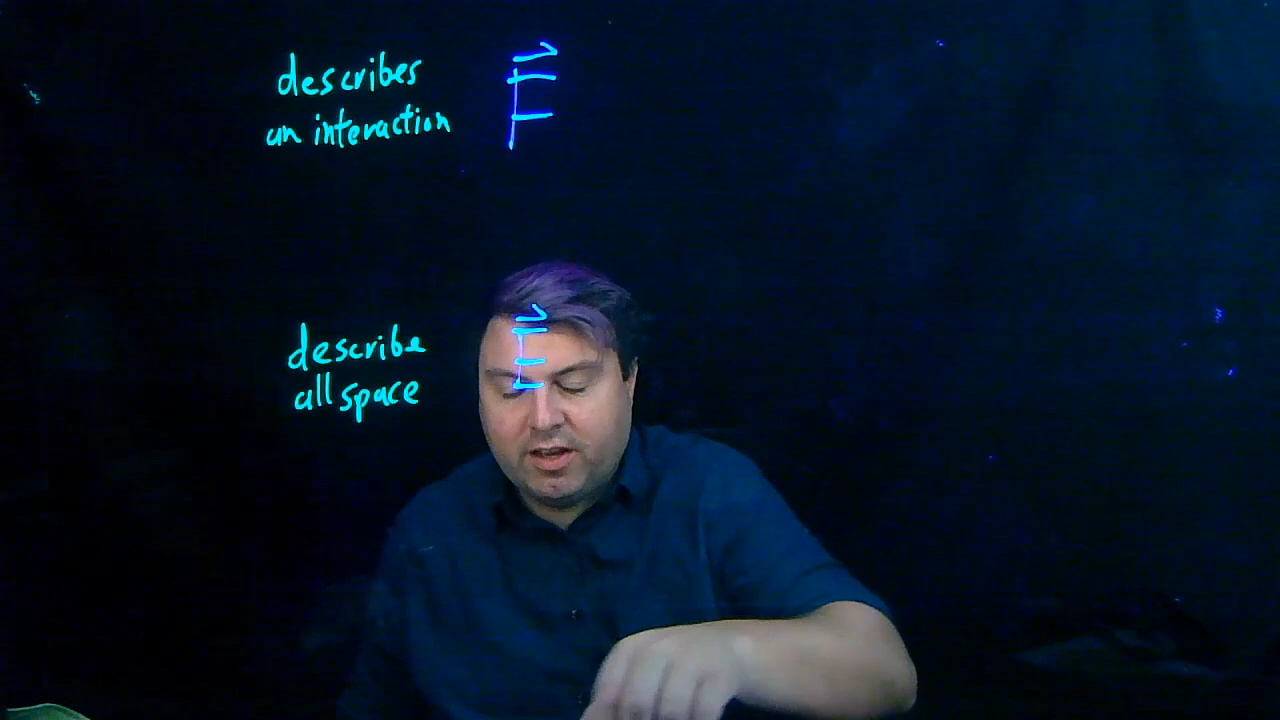 describes
an interaction
F⃗
describe
all space
E⃗